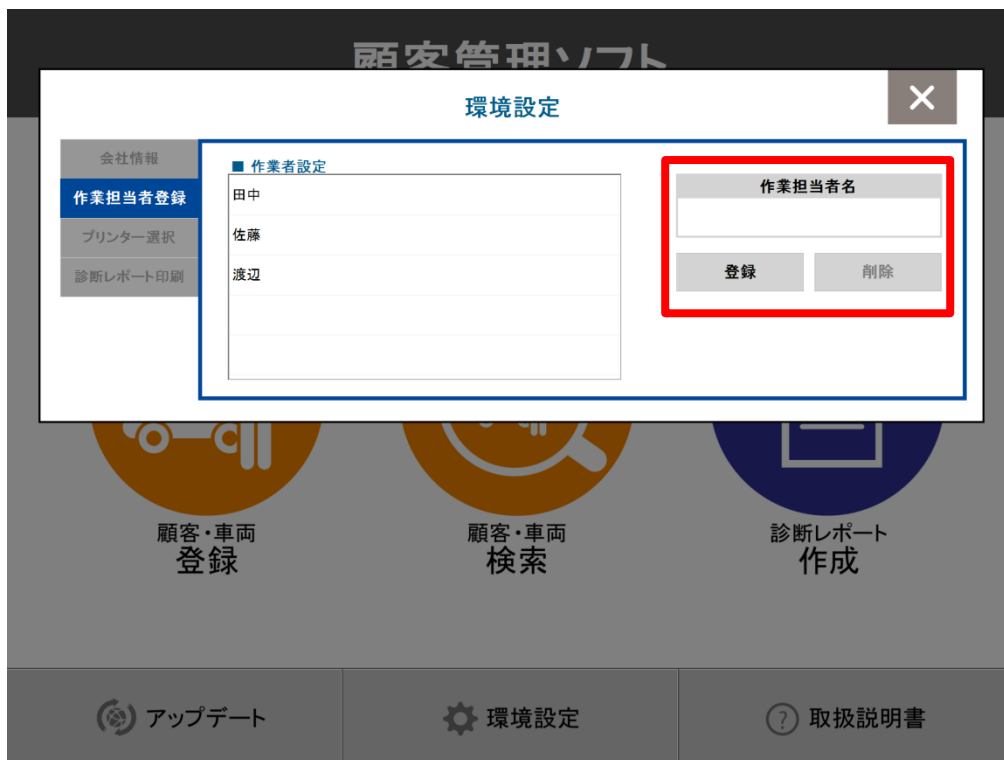 顧客管理ソフト
環境設定
会社情報
作業担当者登録
プリンター選択
診断レポート印刷
■ 作業者設定
田中
佐藤
渡辺
作業担当者名
登録
削除
顧客・車両
登録
顧客・車両
検索
診断レポート
作成
アップデート
環境設定
取扱説明書